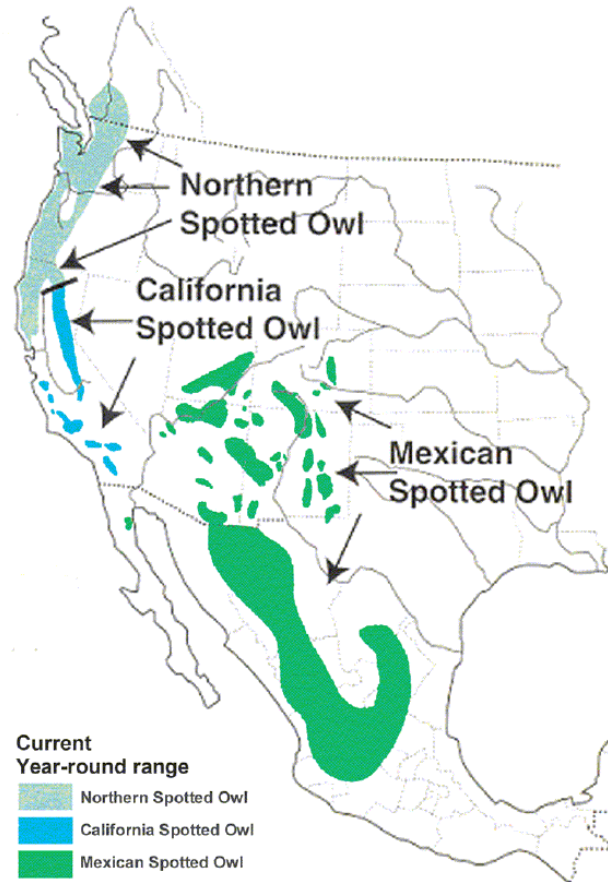 Northern
Spotted Owl
California
Spotted Owl
Mexican
Spotted Owl
Current
Year-round range
Northern Spotted Owl
California Spotted Owl
Mexican Spotted Owl